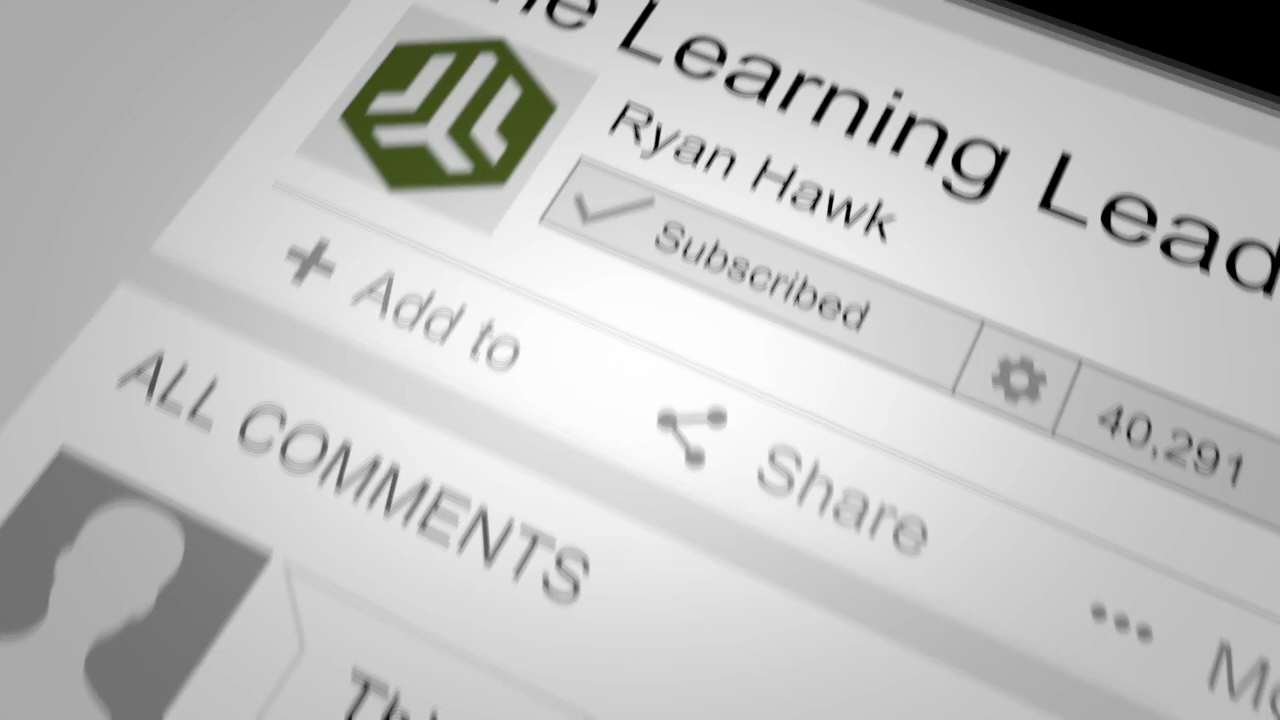 Learning Lead
Ryan Hawk
Subscribed
40,291
Add to
Share
ALL COMMENTS